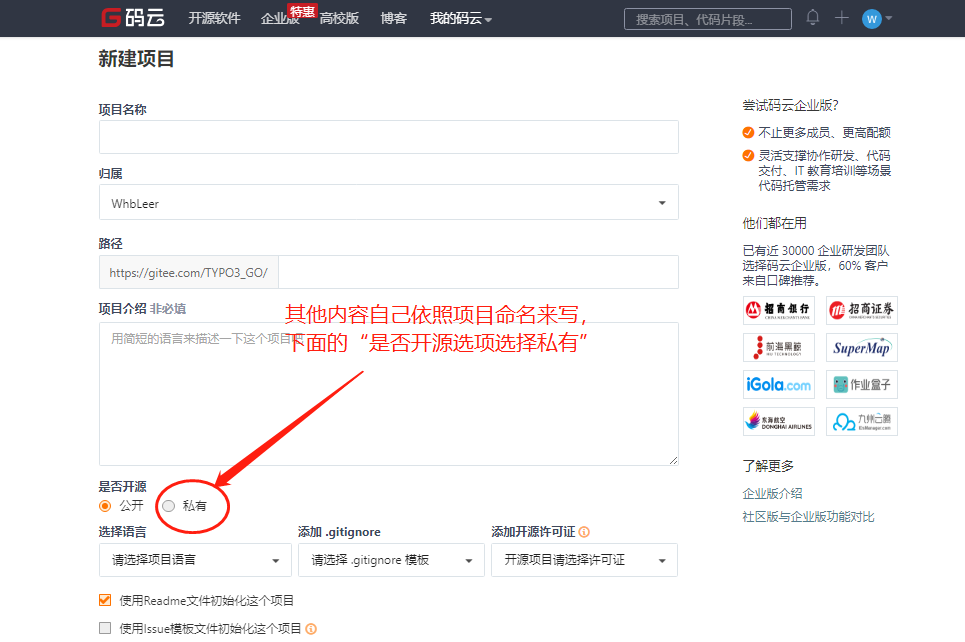 码云 开源软件 企业版 特惠 高校版 博客 我的码云 搜索项目、代码片段... W
新建项目
项目名称
归属
WhbLeer
路径
https://gitee.com/TYPO3_GO/
项目介绍 非必填
用简短的语言来描述一下这个项目吧
其他内容自己依照项目命名来写，
下面的“是否开源选项选择私有”
是否开源
公开 私有
选择语言 添加 .gitignore 添加开源许可证
请选择项目语言 请选择 .gitignore 模板 开源项目请选择许可证
使用Readme文件初始化这个项目
使用Issue模板文件初始化这个项目
尝试码云企业版?
不止更多成员、更高配额
灵活支撑协作研发、代码
交付、IT 教育培训等场景
代码托管需求
他们都在用
已有近 30000 企业研发团队
选择码云企业版，60% 客户
来自口碑推荐。
招商银行 招商证券
CHINA MERCHANTS BANK
前海黑鲸 SuperMap
iGola.com 作业盒子
东海航空 九州云腾
DONGHAI AIRLINES
了解更多
企业版介绍
社区版与企业版功能对比